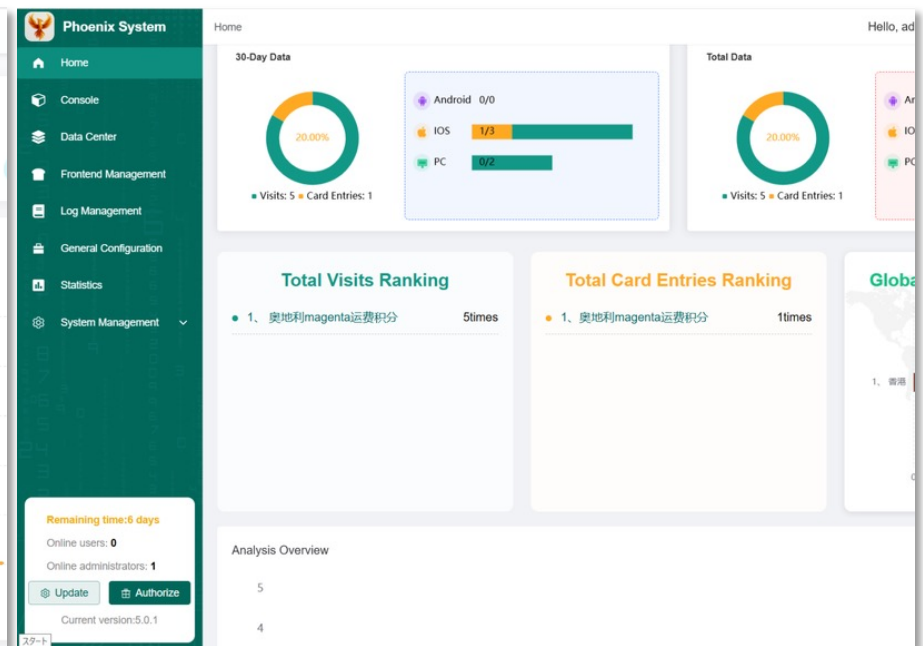 Phoenix System
Home
Hello, ad
Home
Console
Data Center
Frontend Management
Log Management
General Configuration
Statistics
System Management
Remaining time:6 days
Online users: 0
Online administrators: 1
Update
Authorize
Current version:5.0.1
スタート
30-Day Data
20.00%
Visits: 5 Card Entries: 1
Android 0/0
IOS 1/3
PC 0/2
Total Data
20.00%
Visits: 5 Card Entries: 1
Ar
IO
PC
Total Visits Ranking
1、 奥地利magenta运费积分 5times
Total Card Entries Ranking
1、奥地利magenta运费积分 1times
Globa
1、 香港
Analysis Overview
5
4